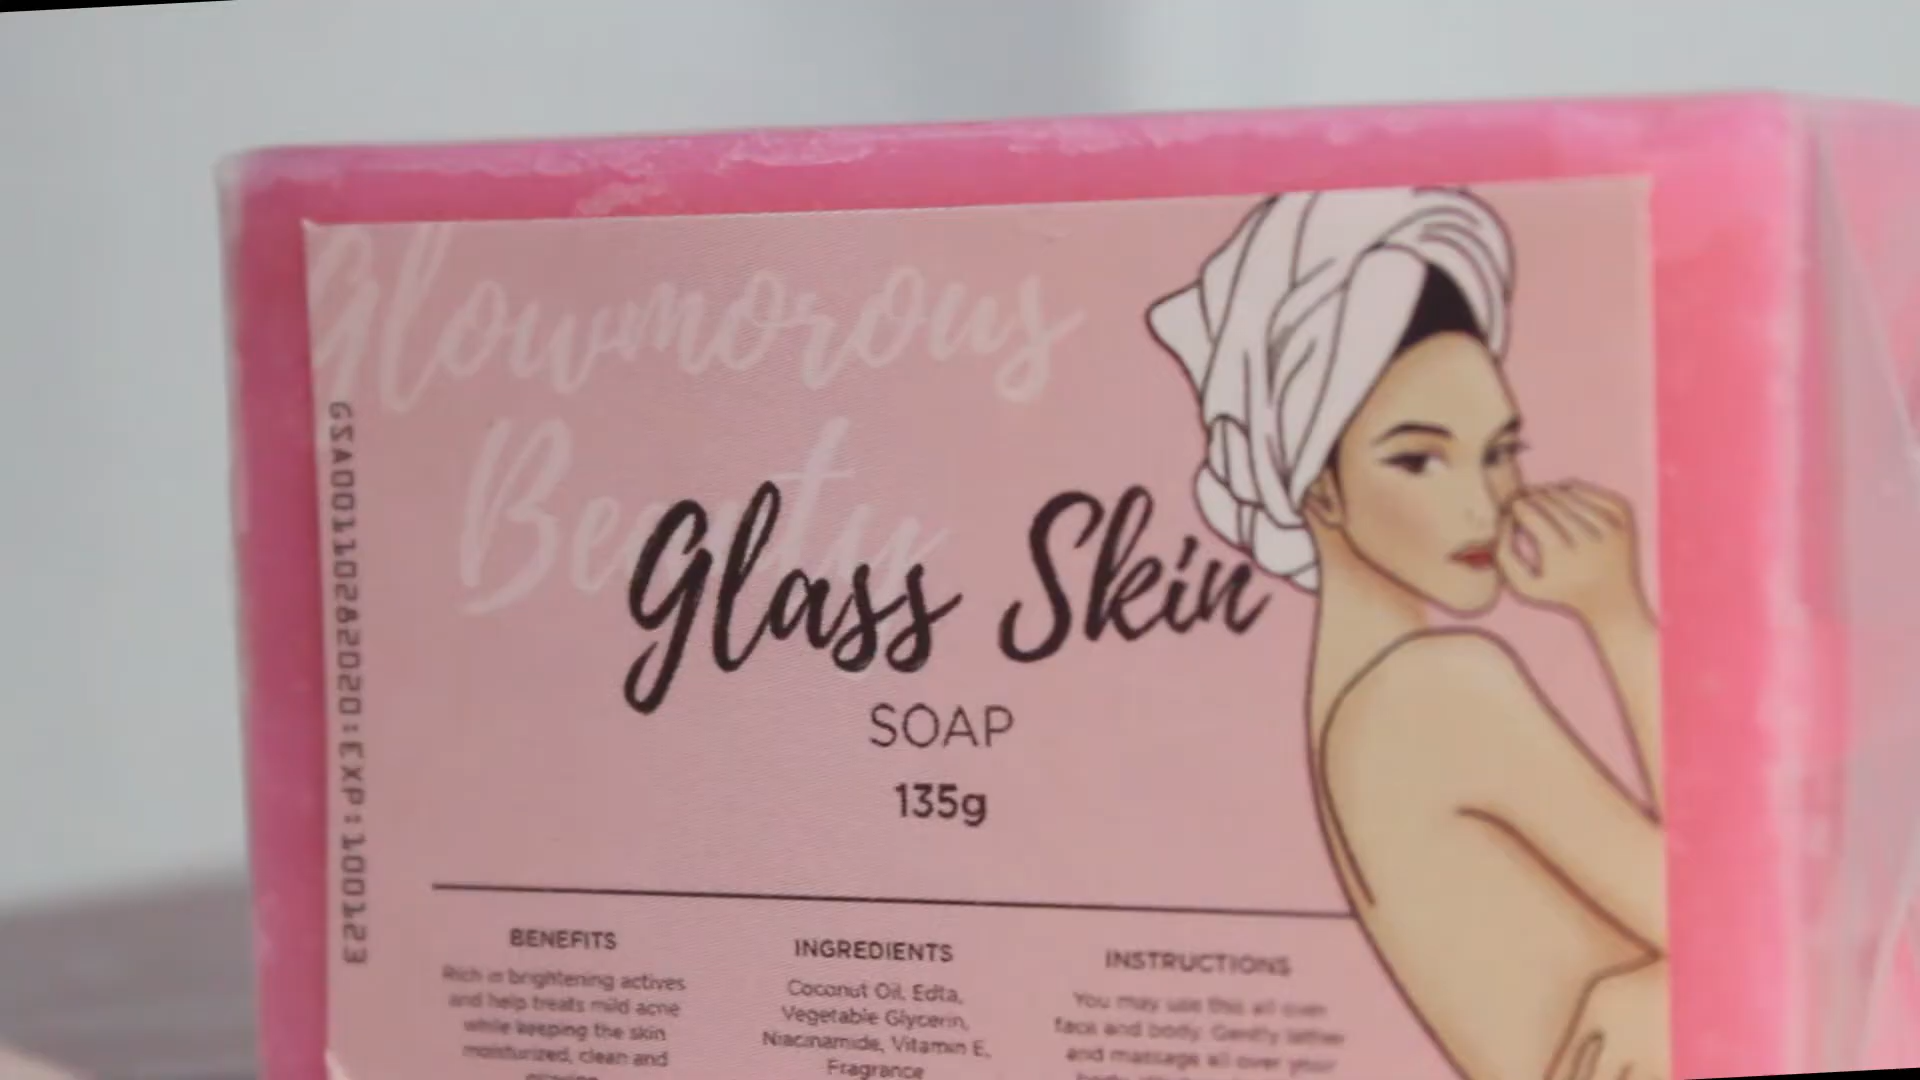 Glowmorous
Beauty
Glass Skin
SOAP
135g
GSA00110282020:EXP:100123
BENEFITS
Rich in brightening actives
and help treats mild acne
while keeping the skin
moisturized, clean and
INGREDIENTS
Coconut Oil, Edta,
Vegetable Glycerin,
Niacinamide, Vitamin E,
Fragrance
INSTRUCTIONS
You may use this all over
face and body. Gently lather
and massage all over your